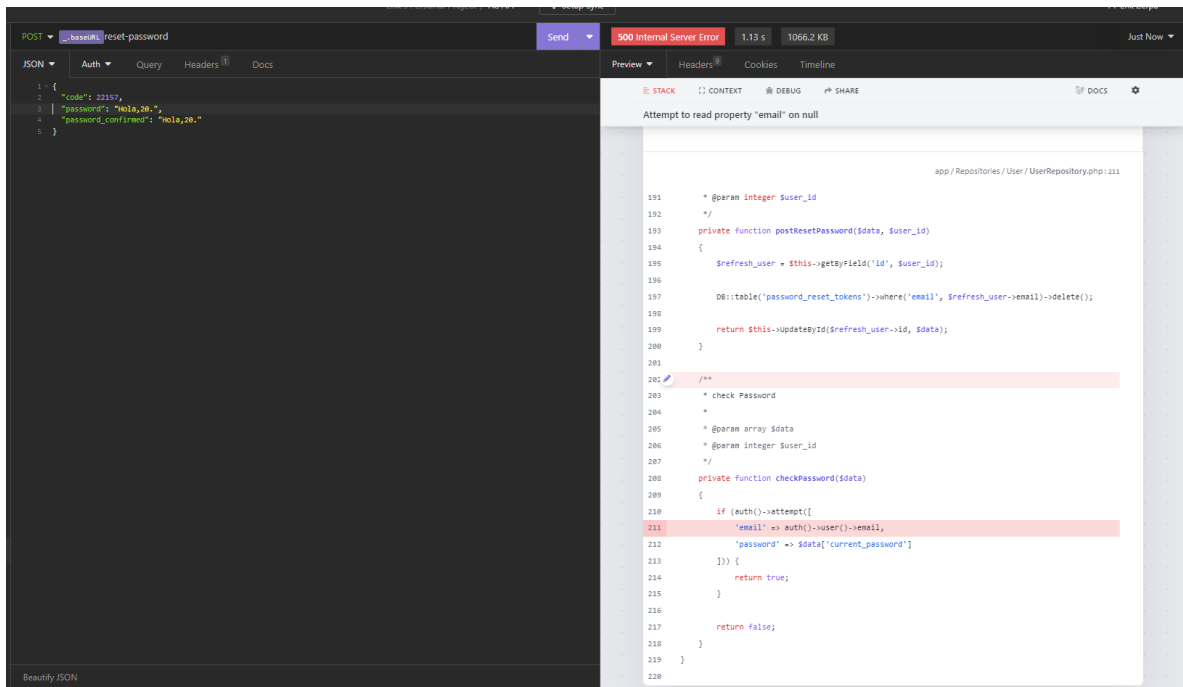 POST
_.baseURL reset-password
Send
500 Internal Server Error
1.13 s
1066.2 KB
Just Now
JSON
Auth
Query
Headers 1
Docs
Preview
Headers 9
Cookies
Timeline
1 {
2 "code": 22157,
3 "password": "Hola,20.",
4 "password_confirmed": "Hola,20."
5 }
STACK
CONTEXT
DEBUG
SHARE
DOCS
Attempt to read property "email" on null
app / Repositories / User / UserRepository.php : 211
191 * @param integer $user_id
192 */
193 private function postResetPassword($data, $user_id)
194 {
195 $refresh_user = $this->getByField('id', $user_id);
196
197 DB::table('password_reset_tokens')->where('email', $refresh_user->email)->delete();
198
199 return $this->UpdateById($refresh_user->id, $data);
200 }
201
202 /**
203 * check Password
204 *
205 * @param array $data
206 * @param integer $user_id
207 */
208 private function checkPassword($data)
209 {
210 if (auth()->attempt([
211 'email' => auth()->user()->email,
212 'password' => $data['current_password']
213 ])) {
214 return true;
215 }
216
217 return false;
218 }
219 }
220
Beautify JSON